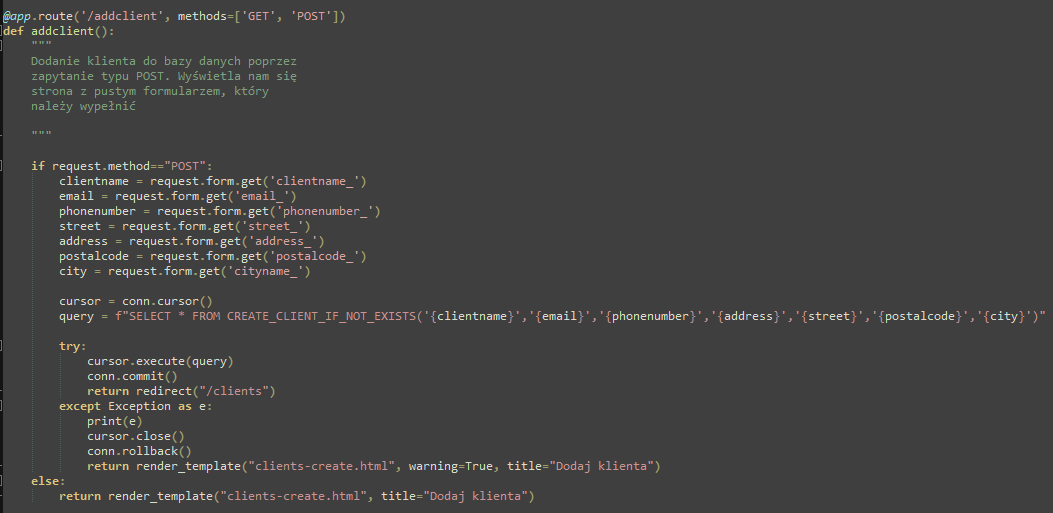 @app.route('/addclient', methods=['GET', 'POST'])
def addclient():
    """
    Dodanie klienta do bazy danych poprzez
    zapytanie typu POST. Wyświetla nam się
    strona z pustym formularzem, który
    należy wypełnić

    """

    if request.method=="POST":
        clientname = request.form.get('clientname_')
        email = request.form.get('email_')
        phonenumber = request.form.get('phonenumber_')
        street = request.form.get('street_')
        address = request.form.get('address_')
        postalcode = request.form.get('postalcode_')
        city = request.form.get('cityname_')

        cursor = conn.cursor()
        query = f"SELECT * FROM CREATE_CLIENT_IF_NOT_EXISTS('{clientname}','{email}','{phonenumber}','{address}','{street}','{postalcode}','{city}')"

        try:
            cursor.execute(query)
            conn.commit()
            return redirect("/clients")
        except Exception as e:
            print(e)
            cursor.close()
            conn.rollback()
            return render_template("clients-create.html", warning=True, title="Dodaj klienta")
    else:
        return render_template("clients-create.html", title="Dodaj klienta")